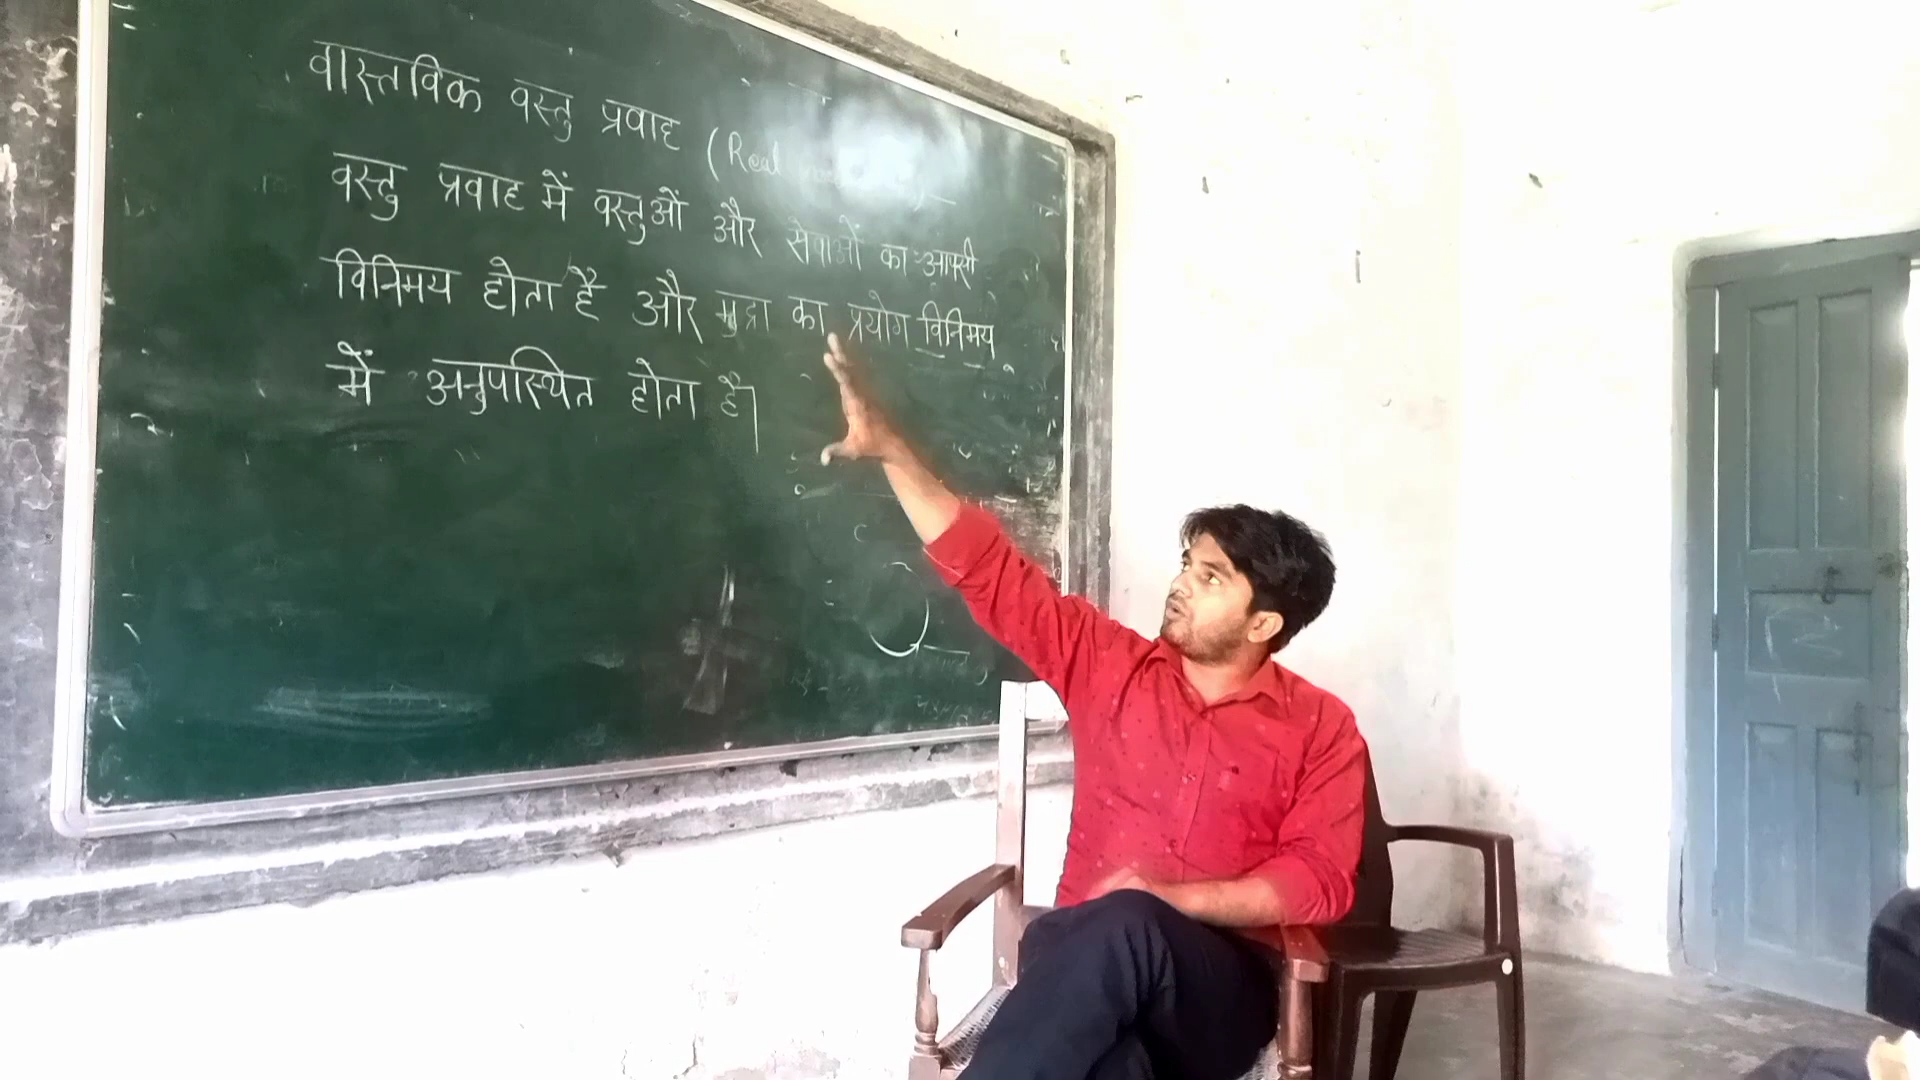 वास्तविक वस्तु प्रवाह (Real
वस्तु प्रवाह में वस्तुओं और सेवाओं का आपसी
विनिमय होता है और मुद्रा का प्रयोग विनिमय
में अनुपस्थित होता है।